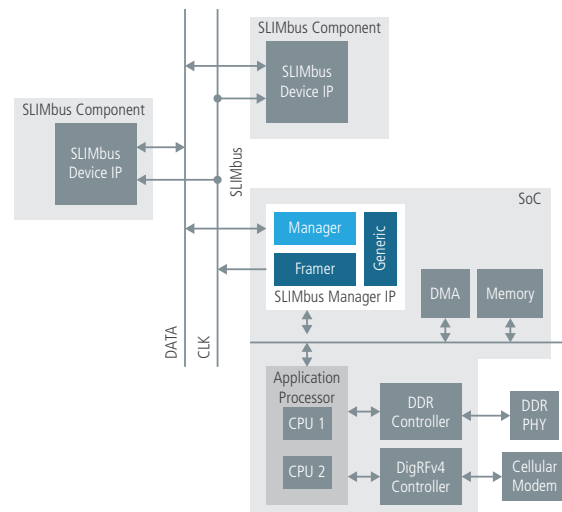 SLIMbus Component
SLIMbus
Device IP
SLIMbus Component
SLIMbus
Device IP
SLIMbus
SoC
Manager
Generic
Framer
SLIMbus Manager IP
DMA
Memory
DATA
CLK
Application
Processor
CPU 1
CPU 2
DDR
Controller
DDR
PHY
DigRFv4
Controller
Cellular
Modem